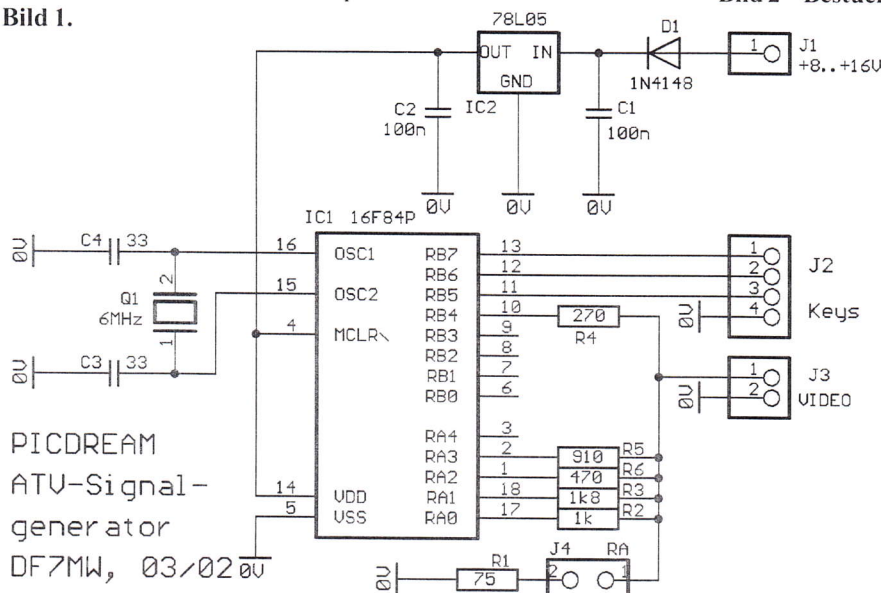 Bild 1.
Bild 2
78L05
D1
J1
OUT IN
1
+8..+16V
GND
1N4148
C2
IC2
C1
100n
100n
0V
0V
0V
IC1 16F84P
0V
C4
33
16
OSC1
RB7
13
1
RB6
12
2
J2
2
15
OSC2
RB5
11
3
Q1
RB4
10
270
4
Keys
6MHz
4
MCLR\
RB3
9
R4
0V
1
RB2
8
0V
C3
33
RB1
7
1
J3
RB0
6
0V
2
VIDEO
RA4
3
PICDREAM
RA3
2
910
R5
ATV-Signal-
RA2
1
470
R6
14
VDD
RA1
18
1k8
R3
generator
5
VSS
RA0
17
1k
R2
DF7MW, 03/02
0V
0V
R1
75
J4
RA
2
1